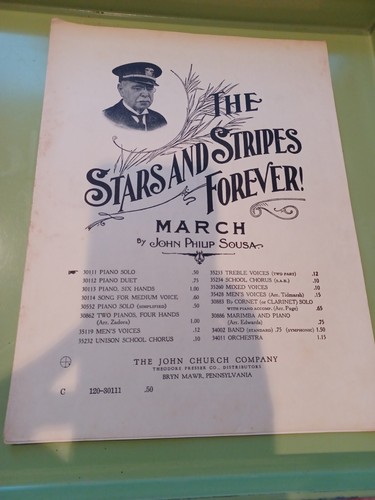 THE
STARS AND STRIPES
FOREVER!
MARCH
BY JOHN PHILIP SOUSA
30111 PIANO SOLO .50
30112 PIANO DUET .75
30113 PIANO, SIX HANDS 1.00
30114 SONG FOR MEDIUM VOICE .60
30552 PIANO SOLO (SIMPLIFIED) .50
30862 TWO PIANOS, FOUR HANDS
(Arr. Zadora) 1.00
35119 MEN'S VOICES .12
35232 UNISON SCHOOL CHORUS .10
35233 TREBLE VOICES (TWO PART) .12
35234 SCHOOL CHORUS (S.A.B.) .10
35260 MIXED VOICES .10
35428 MEN'S VOICES (Arr. Tidmarsh) .15
30883 Bb CORNET (or CLARINET) SOLO
WITH PIANO ACCOMP. (Arr. Page) .65
30886 MARIMBA AND PIANO
(Arr. Edwards) .75
34002 BAND (STANDARD) .75 (SYMPHONIC) 1.50
34011 ORCHESTRA 1.15
THE JOHN CHURCH COMPANY
THEODORE PRESSER CO., DISTRIBUTORS
BRYN MAWR, PENNSYLVANIA
C 120-30111 .50